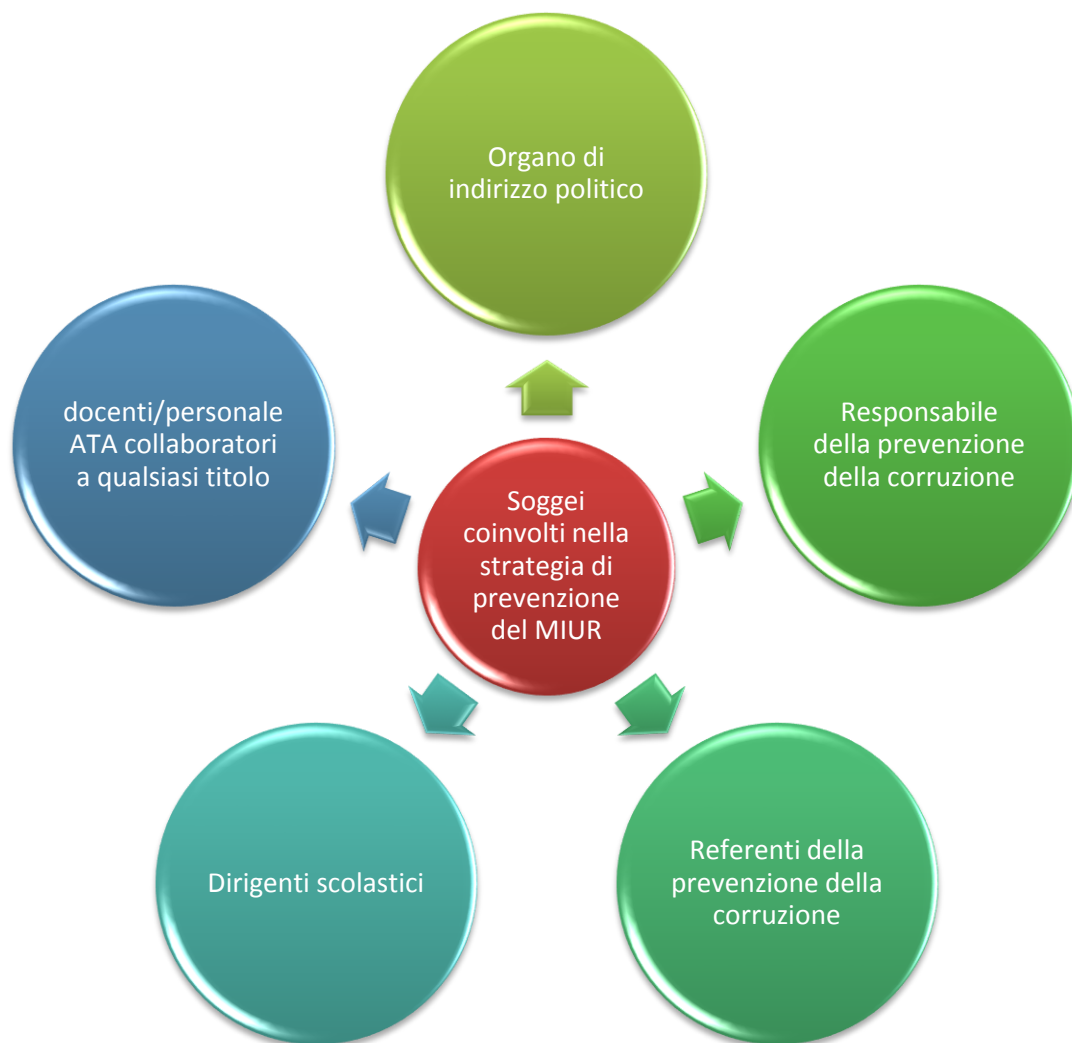 Organo di
indirizzo politico
Responsabile
della prevenzione
della corruzione
Referenti della
prevenzione della
corruzione
Dirigenti scolastici
docenti/personale
ATA collaboratori
a qualsiasi titolo
Soggei
coinvolti nella
strategia di
prevenzione
del MIUR